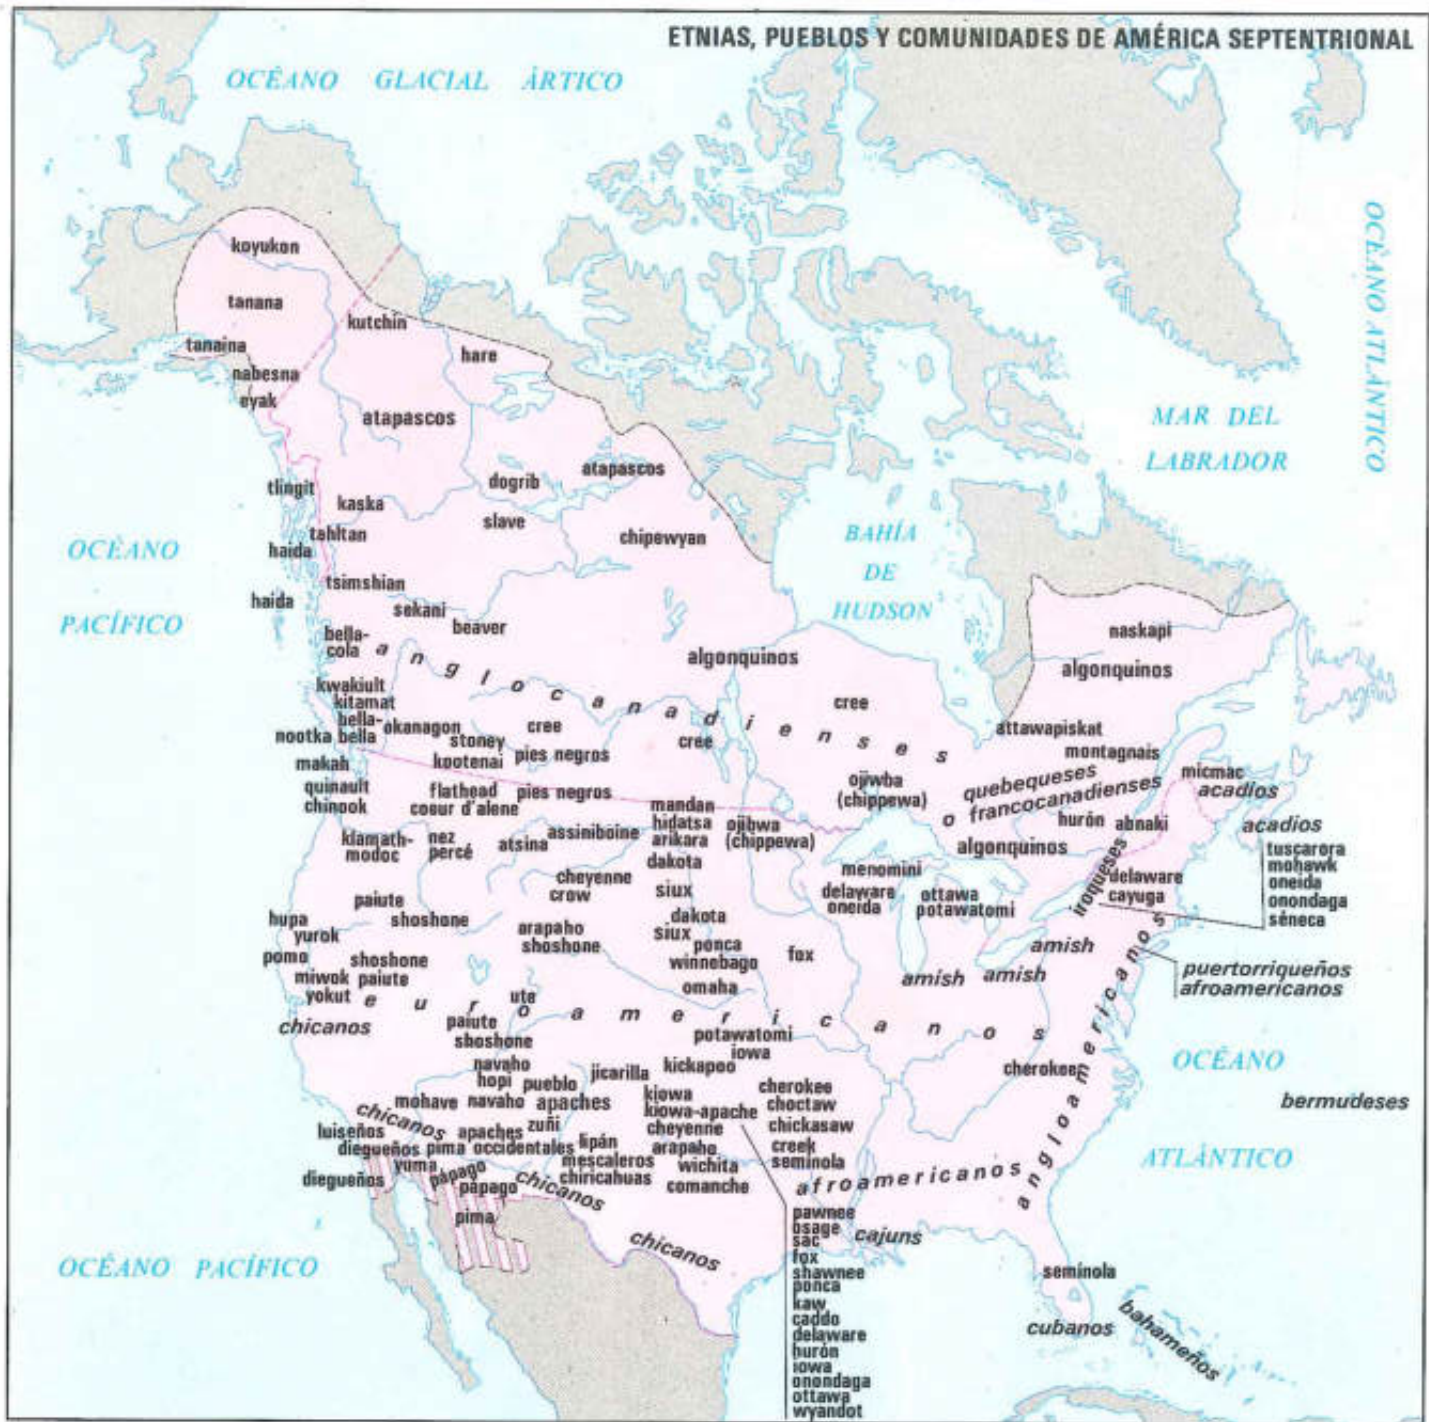 ETNIAS, PUEBLOS Y COMUNIDADES DE AMÉRICA SEPTENTRIONAL
OCÉANO GLACIAL ÁRTICO
OCÉANO ATLÁNTICO
koyukon
tanana
kutchin
tanaina
hare
nabesna
eyak
atapascos
MAR DEL
LABRADOR
atapascos
dogrib
tlingit
kaska
slave
tahltan
chipewyan
OCÉANO
PACÍFICO
haida
BAHÍA
DE
HUDSON
tsimshian
haida
sekani
beaver
naskapi
bella-
cola
anglocanadienses
algonquinos
algonquinos
kwakiult
kitamat
cree
bella-
bella
okanagon
cree
attawapiskat
nootka
stoney
cree
makah
kootenai
pies negros
montagnais
quebequeses
o francocanadienses
micmac
acadios
ojiwba
(chippewa)
quinault
chinook
flathead
coeur d'alene
pies negros
mandan
hidatsa
arikara
ojibwa
(chippewa)
hurón
abnaki
acadios
klamath-
modoc
nez
percé
atsina
assiniboine
algonquinos
iroqueses
tuscarora
mohawk
oneida
onondaga
séneca
dakota
menomini
delaware
cayuga
cheyenne
crow
siux
delaware
oneida
ottawa
potawatomi
paiute
hupa
yurok
shoshone
dakota
siux
arapaho
shoshone
ponca
winnebago
fox
amish
pomo
shoshone
miwok
paiute
yokut
omaha
amish
amish
puertorriqueños
afroamericanos
euroamericanos
ute
chicanos
paiute
shoshone
potawatomi
iowa
angloamericanos
navaho
hopi
pueblo
jicarilla
kickapoo
cherokee
OCÉANO
ATLÁNTICO
bermudeses
mohave
navaho
apaches
kiowa
kiowa-apache
cheyenne
arapaho
wichita
comanche
cherokee
choctaw
chickasaw
creek
seminola
chicanos
luiseños
diegueños
pima
apaches
occidentales
zuñi
lipán
mescaleros
chiricahuas
yuma
diegueños
pápago
pápago
chicanos
afroamericanos
pima
chicanos
cajuns
pawnee
osage
sac
fox
shawnee
ponca
kaw
caddo
delaware
hurón
iowa
onondaga
ottawa
wyandot
OCÉANO PACÍFICO
seminola
cubanos
bahameños